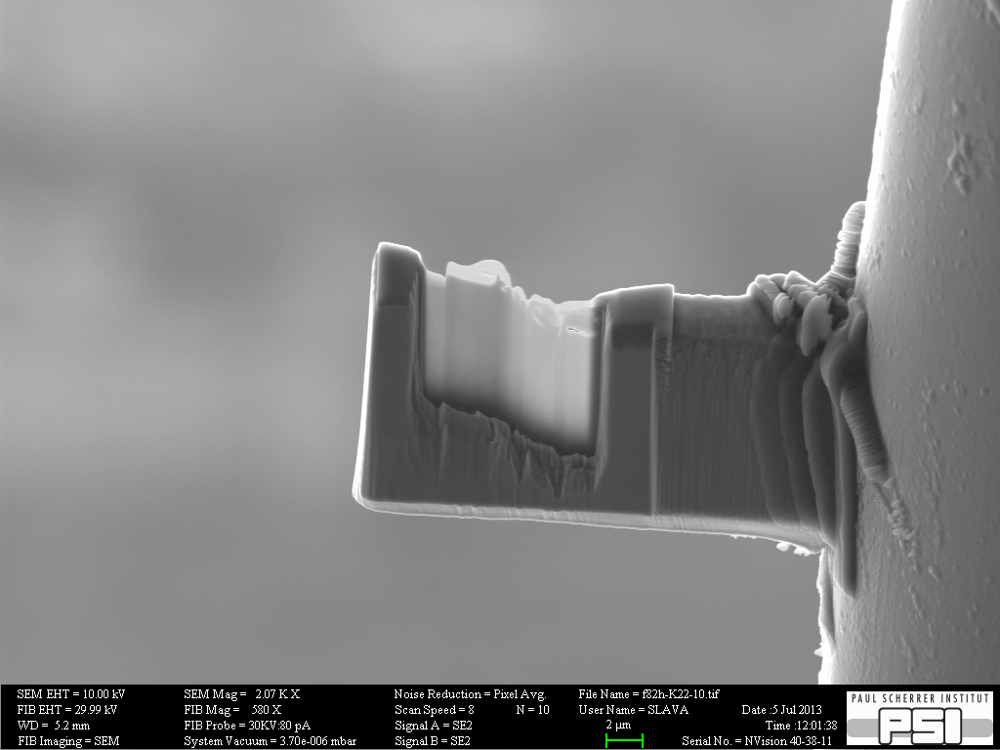 SEM EHT = 10.00 kV SEM Mag = 2.07 K X Noise Reduction = Pixel Avg. File Name = f82h-K22-10.tif
FIB EHT = 29.99 kV FIB Mag = 580 X Scan Speed = 8 N = 10 User Name = SLAVA Date :5 Jul 2013
WD = 5.2 mm FIB Probe = 30KV:80 pA Signal A = SE2 2 µm Time :12:01:38
FIB Imaging = SEM System Vacuum = 3.70e-006 mbar Signal B = SE2 Serial No. = NVision 40-38-11
PAUL SCHERRER INSTITUT
PSI